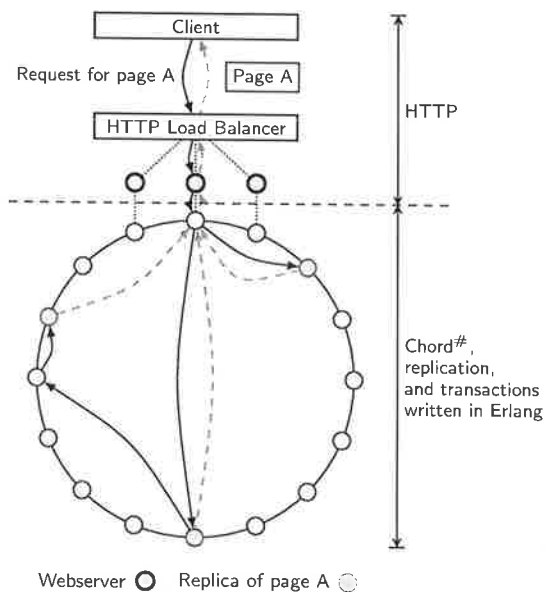 Client
Request for page A
Page A
HTTP Load Balancer
HTTP
Chord#,
replication,
and transactions
written in Erlang
Webserver
Replica of page A